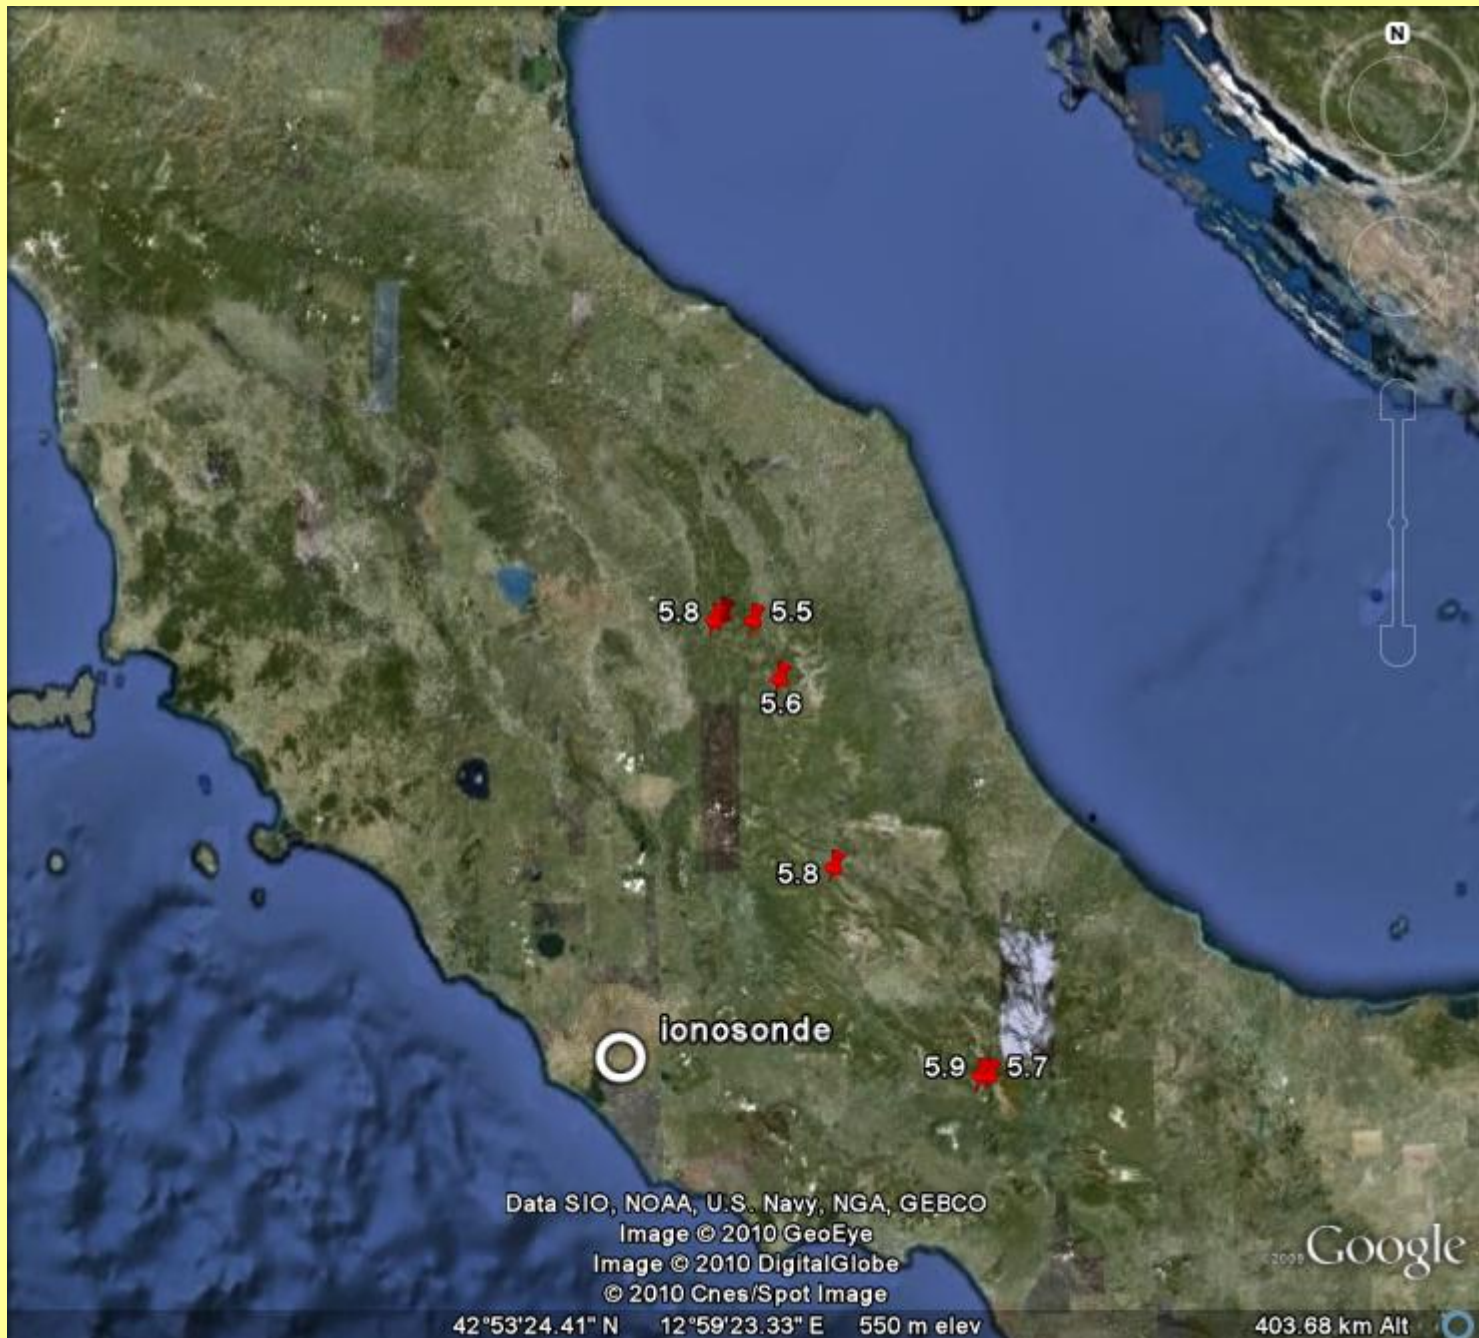 N
5.8
5.5
5.6
5.8
ionosonde
5.9
5.7
Data SIO, NOAA, U.S. Navy, NGA, GEBCO
Image © 2010 GeoEye
Image © 2010 DigitalGlobe
© 2010 Cnes/Spot Image
©2009 Google
42°53'24.41" N 12°59'23.33" E 550 m elev 403.68 km Alt